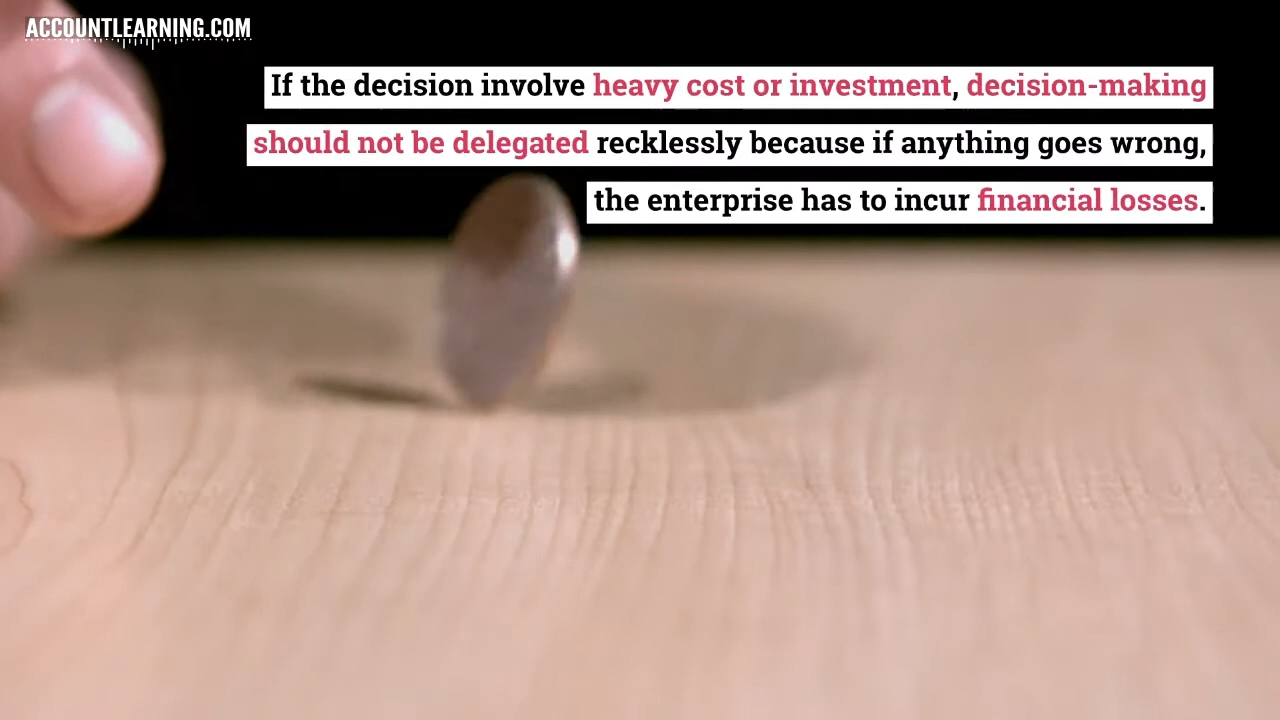 ACCOUNTLEARNING.COM
If the decision involve heavy cost or investment, decision-making
should not be delegated recklessly because if anything goes wrong,
the enterprise has to incur financial losses.